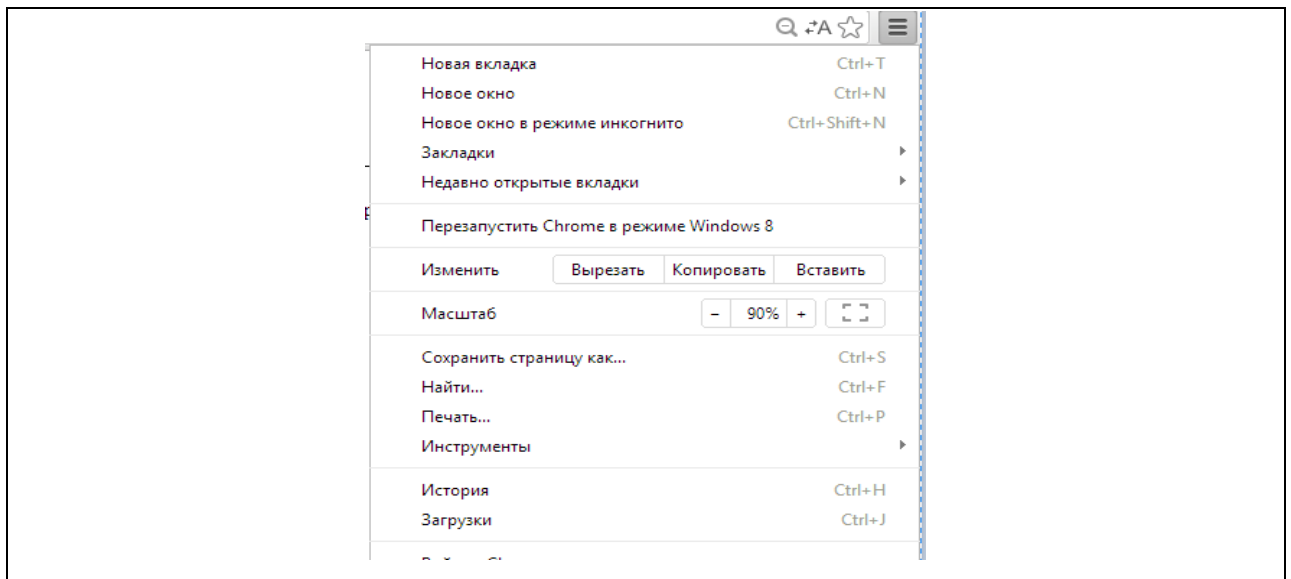 Новая вкладка Ctrl+T
Новое окно Ctrl+N
Новое окно в режиме инкогнито Ctrl+Shift+N
Закладки
Недавно открытые вкладки
Перезапустить Chrome в режиме Windows 8
Изменить Вырезать Копировать Вставить
Масштаб - 90% +
Сохранить страницу как... Ctrl+S
Найти... Ctrl+F
Печать... Ctrl+P
Инструменты
История Ctrl+H
Загрузки Ctrl+J